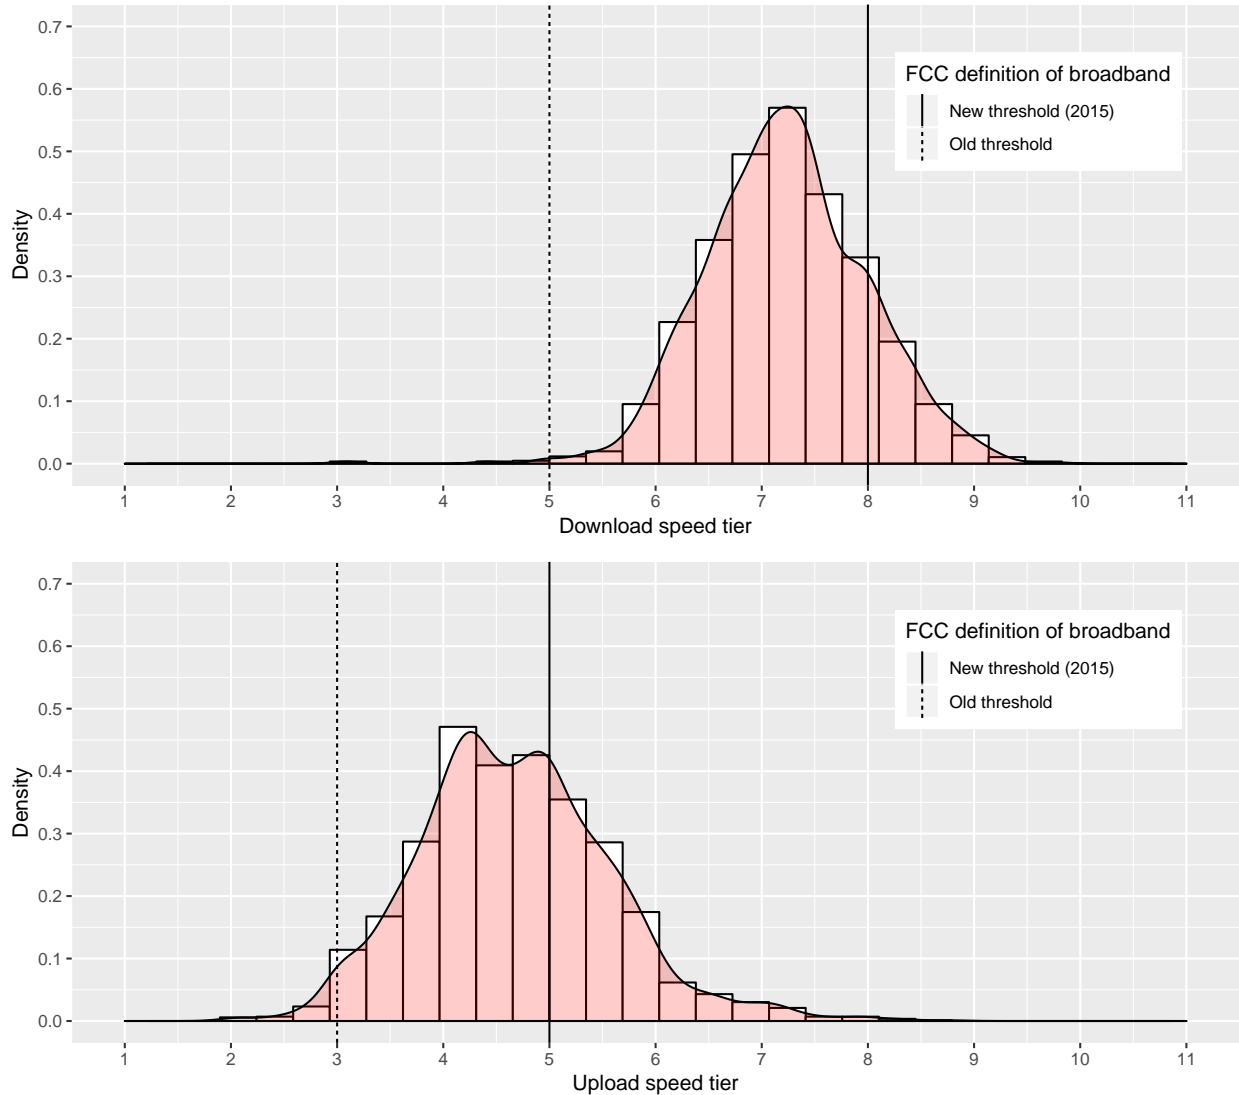 0.7
0.6
0.5
0.4
0.3
0.2
0.1
0.0
Density
FCC definition of broadband
New threshold (2015)
Old threshold
1 2 3 4 5 6 7 8 9 10 11
Download speed tier
0.7
0.6
0.5
0.4
0.3
0.2
0.1
0.0
Density
FCC definition of broadband
New threshold (2015)
Old threshold
1 2 3 4 5 6 7 8 9 10 11
Upload speed tier